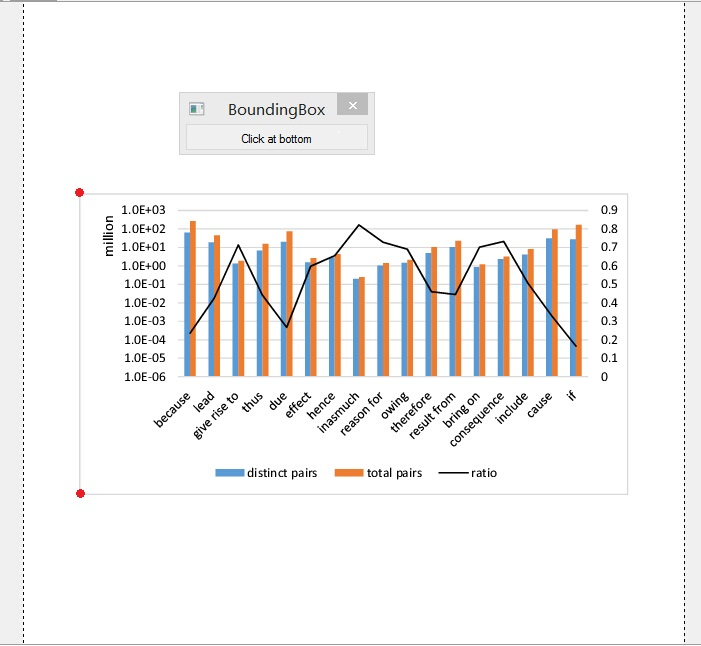 BoundingBox
Click at bottom
million
1.0E+03
1.0E+02
1.0E+01
1.0E+00
1.0E-01
1.0E-02
1.0E-03
1.0E-04
1.0E-05
1.0E-06
0.9
0.8
0.7
0.6
0.5
0.4
0.3
0.2
0.1
0
because
lead
give rise to
thus
due
effect
hence
inasmuch
reason for
owing
therefore
result from
bring on
consequence
include
cause
if
distinct pairs
total pairs
ratio